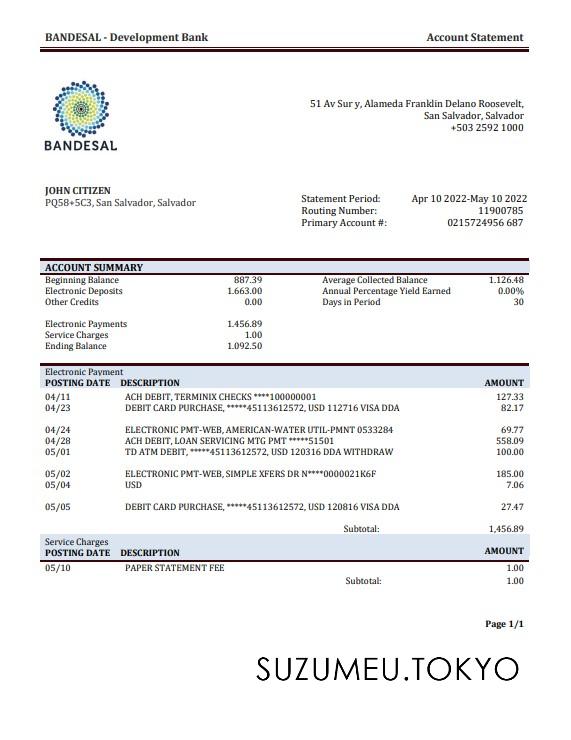 BANDESAL - Development Bank Account Statement
BANDESAL
51 Av Sur y, Alameda Franklin Delano Roosevelt,
San Salvador, Salvador
+503 2592 1000
JOHN CITIZEN
PQ58+5C3, San Salvador, Salvador
Statement Period: Apr 10 2022-May 10 2022
Routing Number: 11900785
Primary Account #: 0215724956 687
ACCOUNT SUMMARY
Beginning Balance 887.39 Average Collected Balance 1.126.48
Electronic Deposits 1.663.00 Annual Percentage Yield Earned 0.00%
Other Credits 0.00 Days in Period 30
Electronic Payments 1.456.89
Service Charges 1.00
Ending Balance 1.092.50
Electronic Payment
POSTING DATE DESCRIPTION AMOUNT
04/11 ACH DEBIT, TERMINIX CHECKS ****100000001 127.33
04/23 DEBIT CARD PURCHASE, *****45113612572, USD 112716 VISA DDA 82.17
04/24 ELECTRONIC PMT-WEB, AMERICAN-WATER UTIL-PMNT 0533284 69.77
04/28 ACH DEBIT, LOAN SERVICING MTG PMT *****51501 558.09
05/01 TD ATM DEBIT, *****45113612572, USD 120316 DDA WITHDRAW 100.00
05/02 ELECTRONIC PMT-WEB, SIMPLE XFERS DR N****0000021K6F 185.00
05/04 USD 7.06
05/05 DEBIT CARD PURCHASE, *****45113612572, USD 120816 VISA DDA 27.47
Subtotal: 1,456.89
Service Charges
POSTING DATE DESCRIPTION AMOUNT
05/10 PAPER STATEMENT FEE 1.00
Subtotal: 1.00
Page 1/1
SUZUMEU.TOKYO